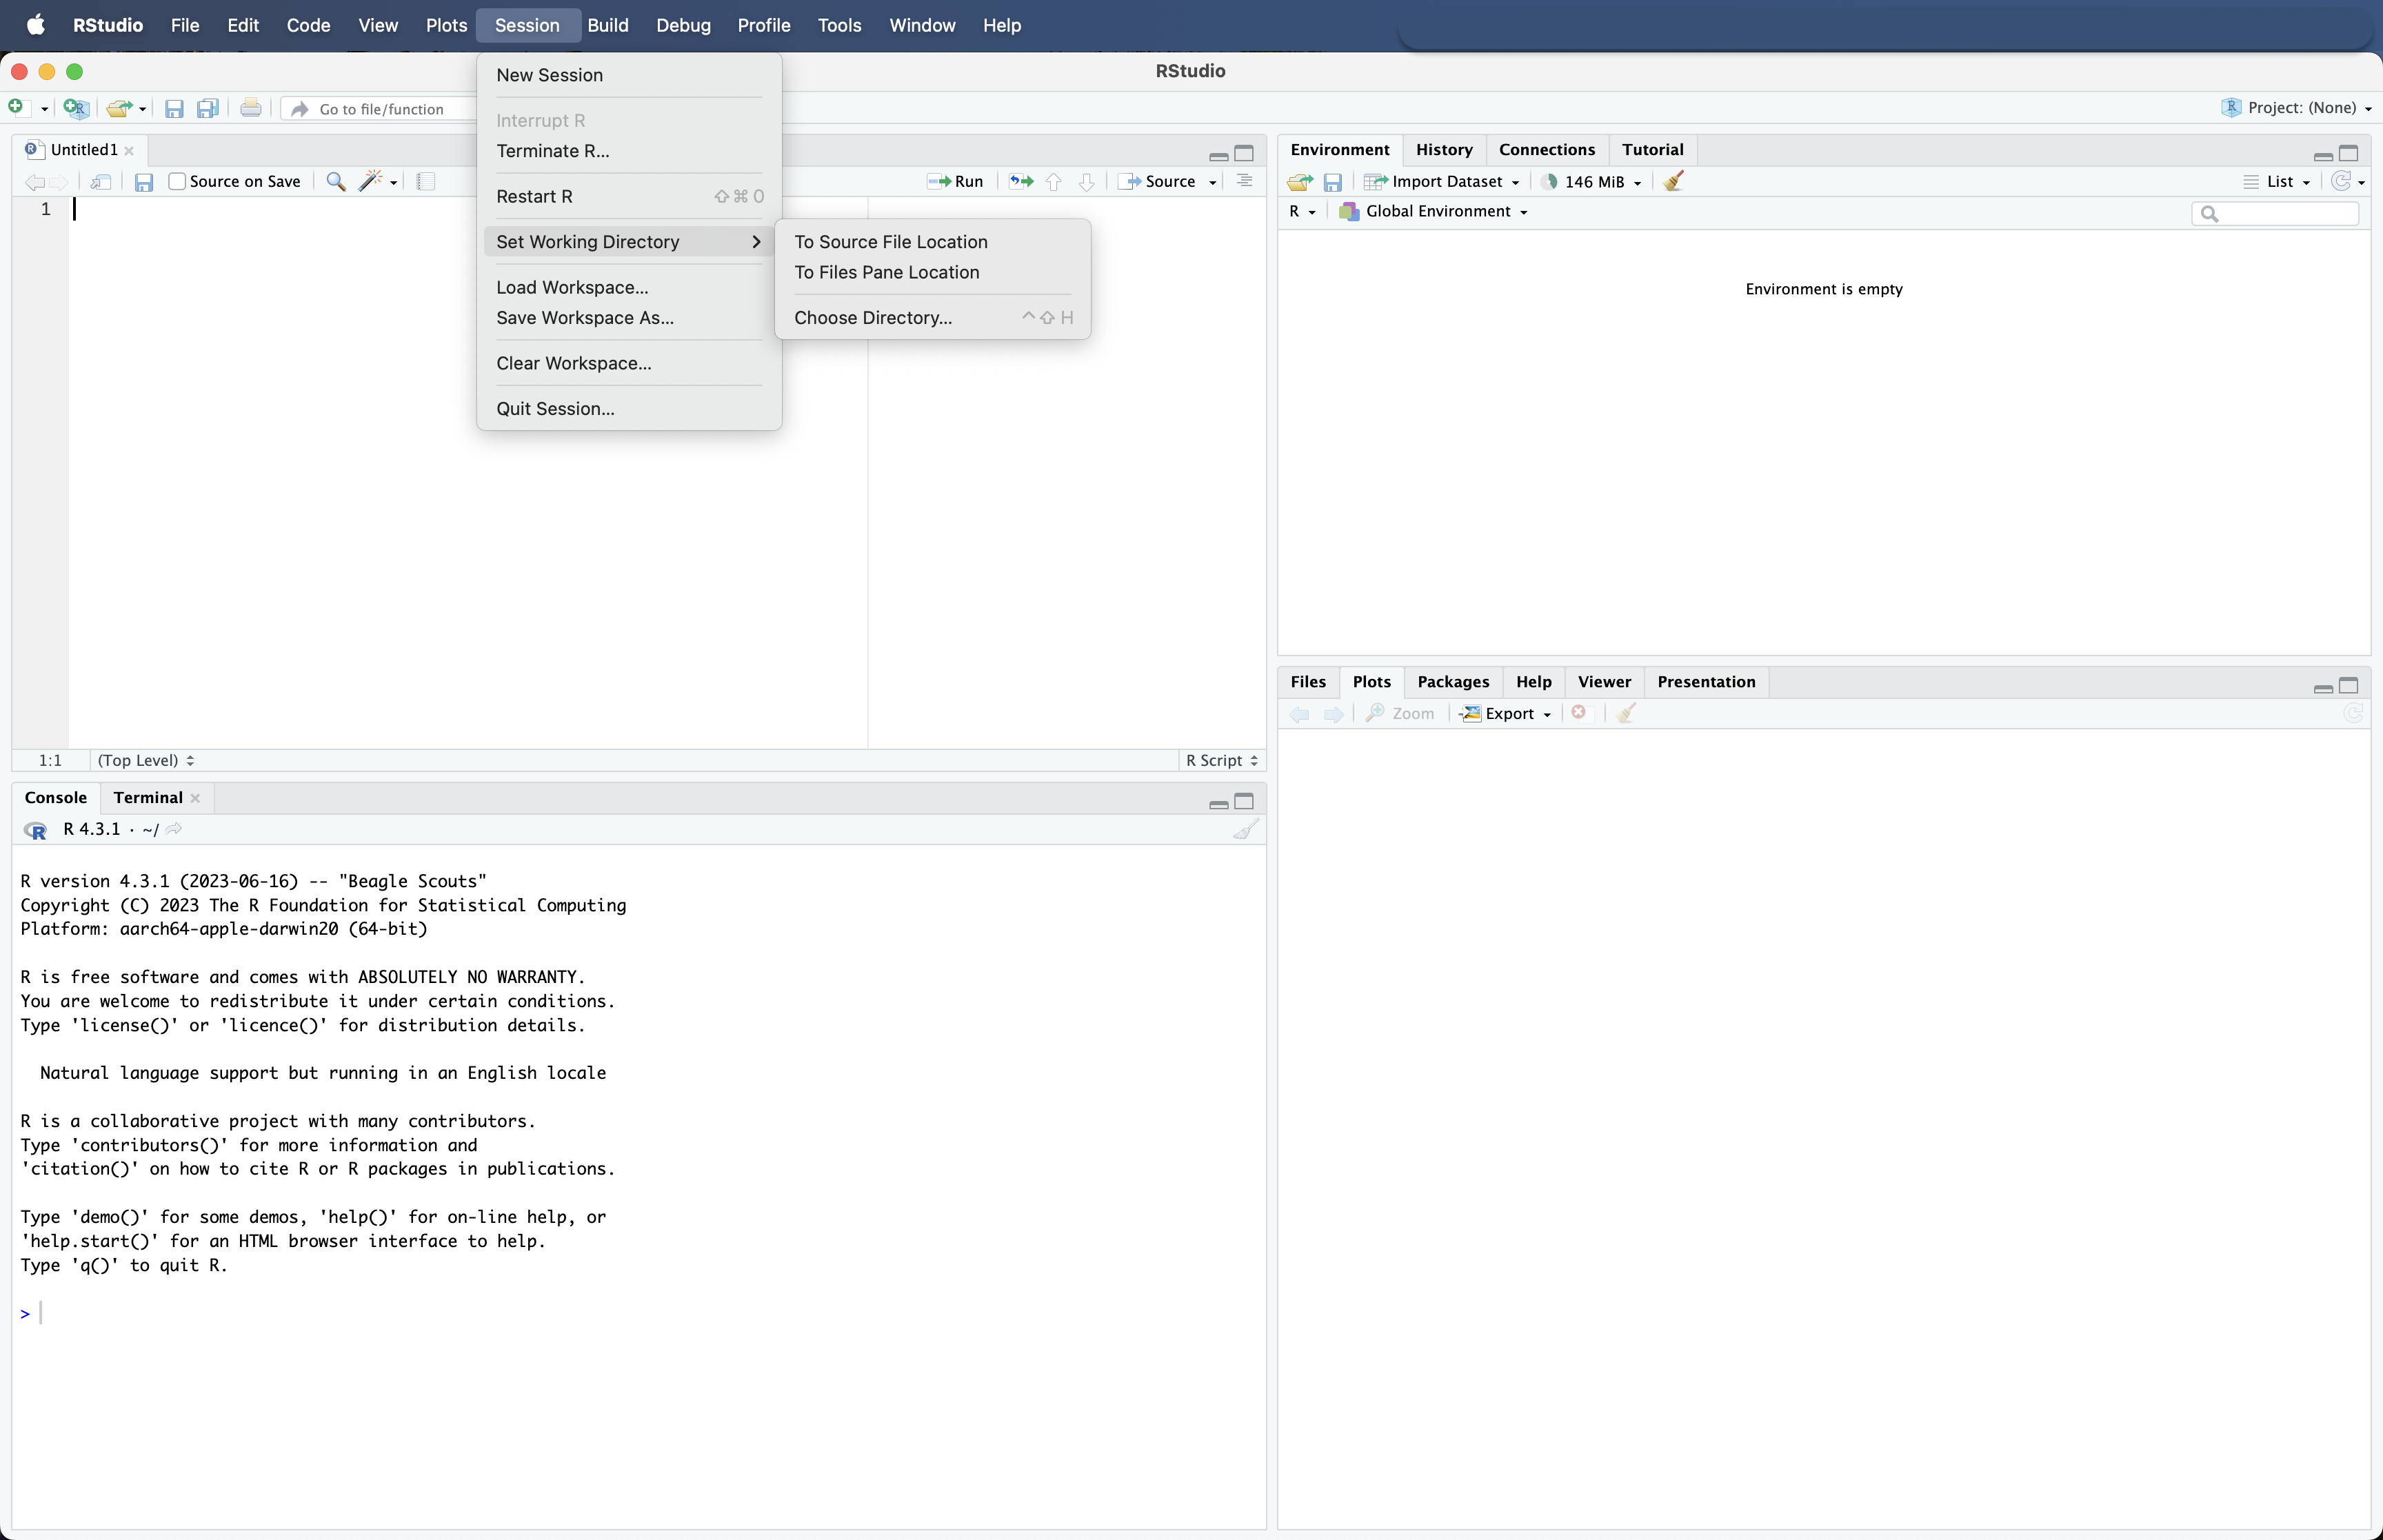 RStudio File Edit Code View Plots Session Build Debug Profile Tools Window Help
RStudio
Go to file/function
Project: (None)
New Session
Interrupt R
Terminate R...
Restart R ⇧⌘0
Set Working Directory
Load Workspace...
Save Workspace As...
Clear Workspace...
Quit Session...
To Source File Location
To Files Pane Location
Choose Directory... ^⇧H
Untitled1
Source on Save
Run
Source
1
1:1 (Top Level)
R Script
Environment History Connections Tutorial
Import Dataset 146 MiB List
R Global Environment
Environment is empty
Files Plots Packages Help Viewer Presentation
Zoom Export
Console Terminal
R 4.3.1 · ~/
R version 4.3.1 (2023-06-16) -- "Beagle Scouts"
Copyright (C) 2023 The R Foundation for Statistical Computing
Platform: aarch64-apple-darwin20 (64-bit)
R is free software and comes with ABSOLUTELY NO WARRANTY.
You are welcome to redistribute it under certain conditions.
Type 'license()' or 'licence()' for distribution details.
Natural language support but running in an English locale
R is a collaborative project with many contributors.
Type 'contributors()' for more information and
'citation()' on how to cite R or R packages in publications.
Type 'demo()' for some demos, 'help()' for on-line help, or
'help.start()' for an HTML browser interface to help.
Type 'q()' to quit R.
>